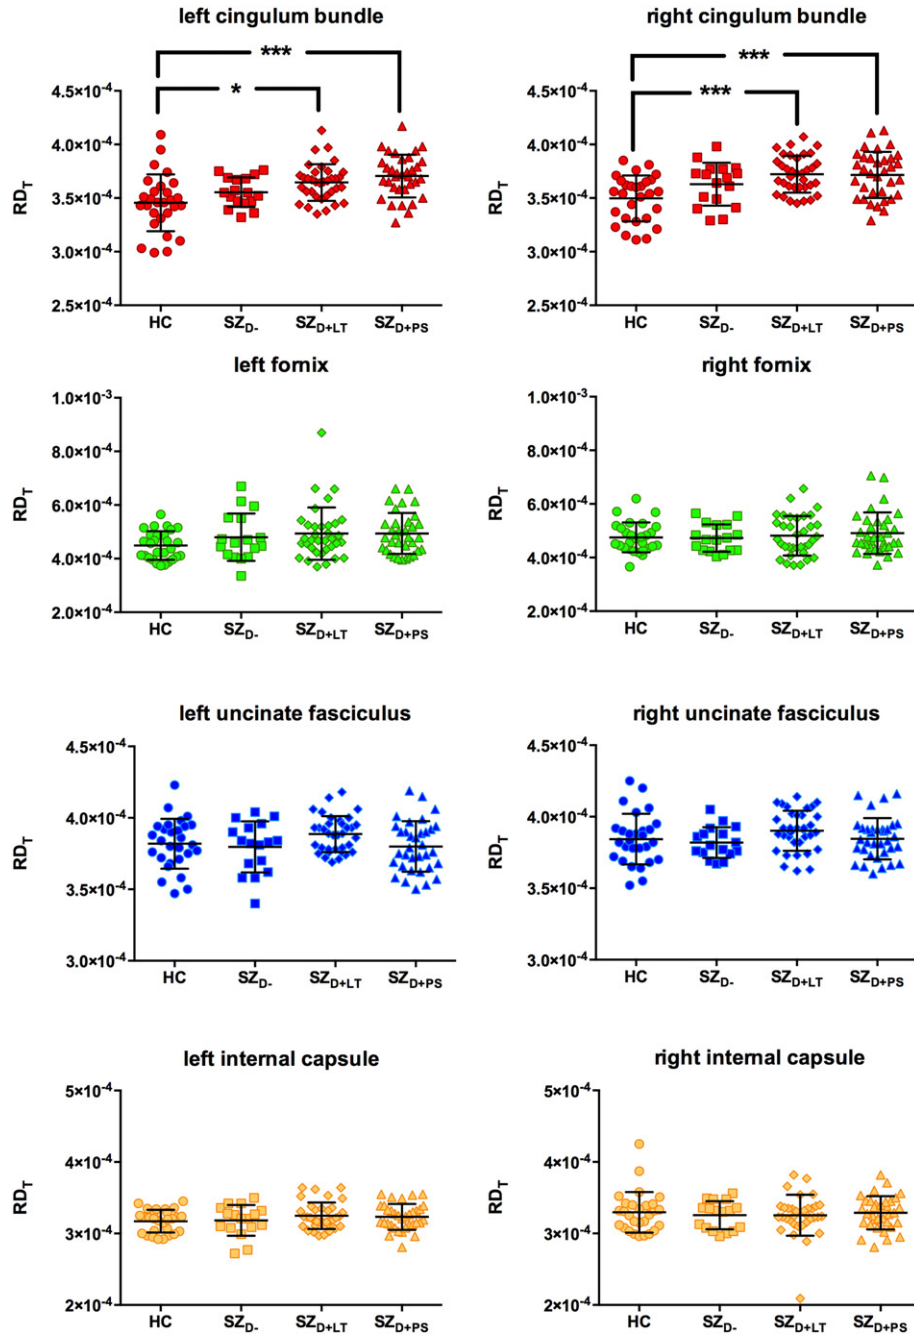 left cingulum bundle
***
*
4.5×10⁻⁴
4.0×10⁻⁴
3.5×10⁻⁴
3.0×10⁻⁴
2.5×10⁻⁴
RD_T
HC SZ_D- SZ_D+LT SZ_D+PS
right cingulum bundle
***
***
4.5×10⁻⁴
4.0×10⁻⁴
3.5×10⁻⁴
3.0×10⁻⁴
2.5×10⁻⁴
RD_T
HC SZ_D- SZ_D+LT SZ_D+PS
left fornix
1.0×10⁻³
8.0×10⁻⁴
6.0×10⁻⁴
4.0×10⁻⁴
2.0×10⁻⁴
RD_T
HC SZ_D- SZ_D+LT SZ_D+PS
right fornix
1.0×10⁻³
8.0×10⁻⁴
6.0×10⁻⁴
4.0×10⁻⁴
2.0×10⁻⁴
RD_T
HC SZ_D- SZ_D+LT SZ_D+PS
left uncinate fasciculus
4.5×10⁻⁴
4.0×10⁻⁴
3.5×10⁻⁴
3.0×10⁻⁴
RD_T
HC SZ_D- SZ_D+LT SZ_D+PS
right uncinate fasciculus
4.5×10⁻⁴
4.0×10⁻⁴
3.5×10⁻⁴
3.0×10⁻⁴
RD_T
HC SZ_D- SZ_D+LT SZ_D+PS
left internal capsule
5×10⁻⁴
4×10⁻⁴
3×10⁻⁴
2×10⁻⁴
RD_T
HC SZ_D- SZ_D+LT SZ_D+PS
right internal capsule
5×10⁻⁴
4×10⁻⁴
3×10⁻⁴
2×10⁻⁴
RD_T
HC SZ_D- SZ_D+LT SZ_D+PS